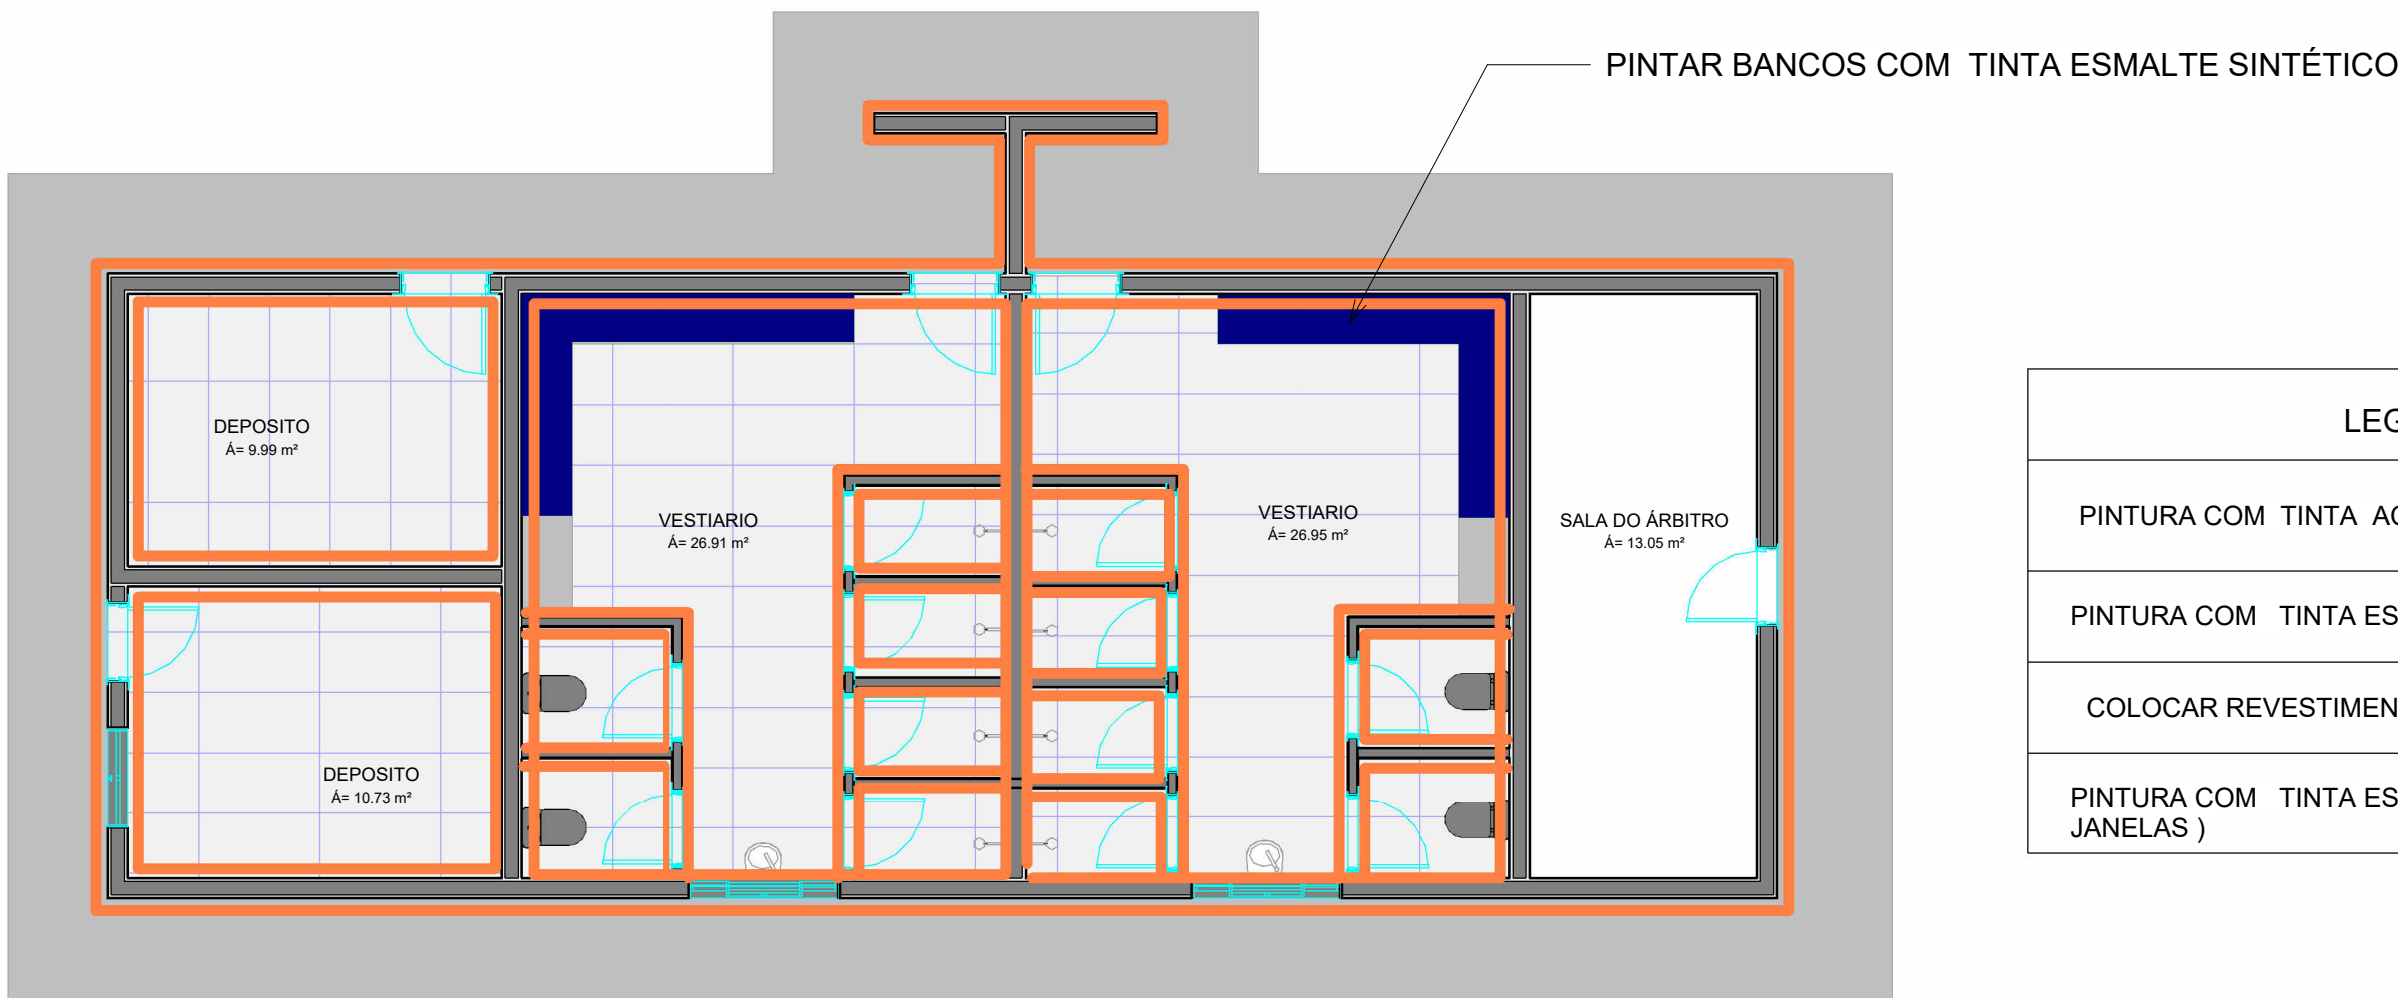 PINTAR BANCOS COM TINTA ESMALTE SINTÉTICO
DEPOSITO
Á= 9.99 m²
VESTIARIO
Á= 26.91 m²
VESTIARIO
Á= 26.95 m²
SALA DO ÁRBITRO
Á= 13.05 m²
DEPOSITO
Á= 10.73 m²
PINTURA COM TINTA
PINTURA COM TINTA ES
COLOCAR REVESTIMEN
PINTURA COM TINTA ES
JANELAS )